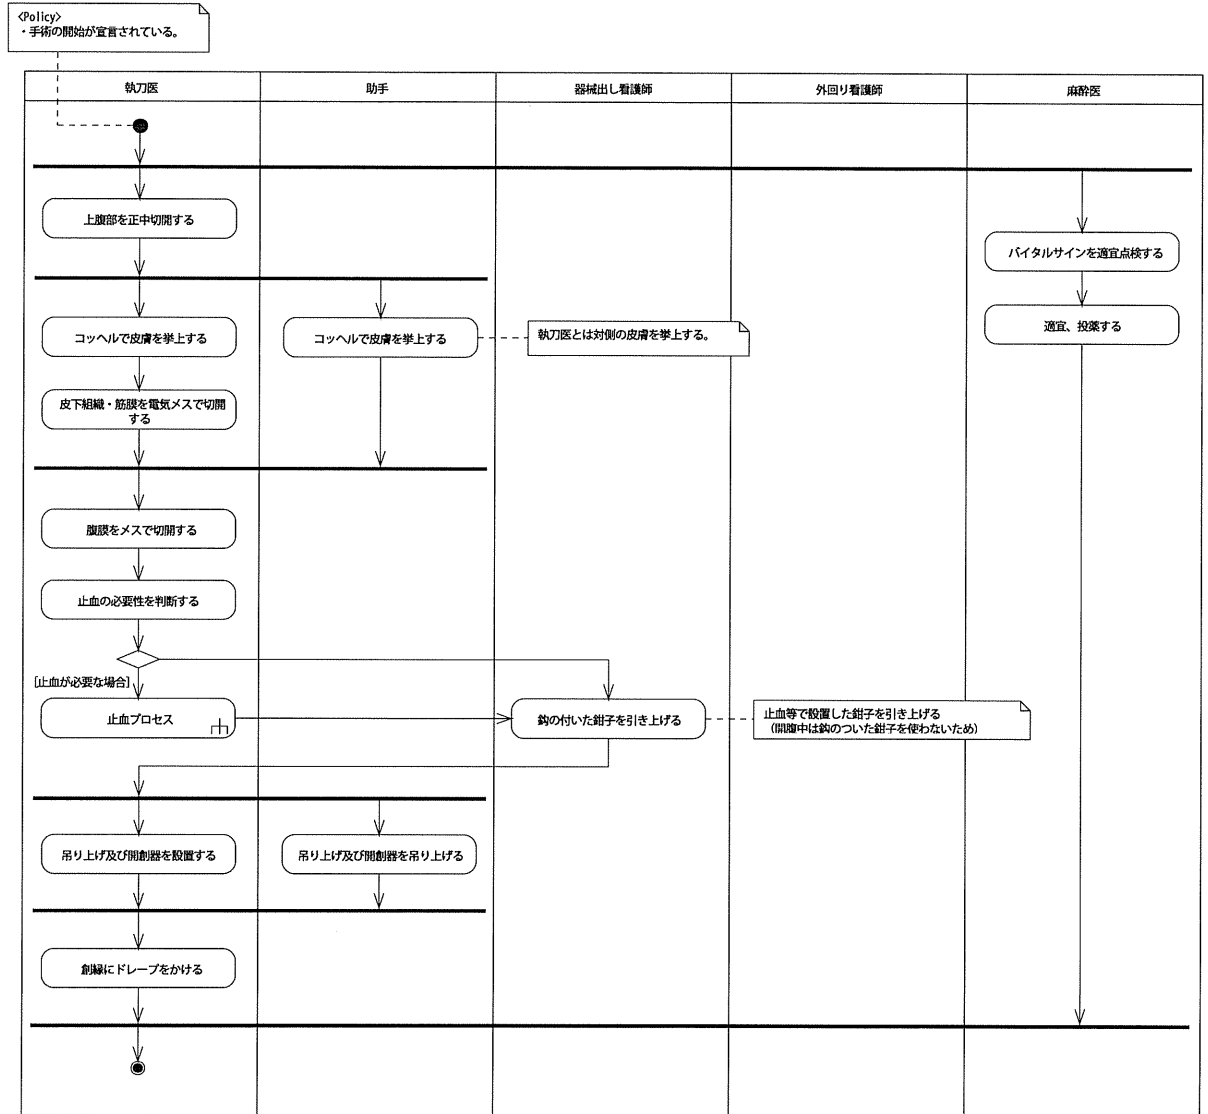 <Policy>
・手術の開始が宣言されている。
執刀医
助手
器械出し看護師
外回り看護師
麻酔医
上腹部を正中切開する
バイタルサインを適宜点検する
適宜、投薬する
コッヘルで皮膚を挙上する
コッヘルで皮膚を挙上する
執刀医とは対側の皮膚を挙上する。
皮下組織・筋膜を電気メスで切開
する
腹膜をメスで切開する
止血の必要性を判断する
[止血が必要な場合]
止血プロセス
鈎の付いた鉗子を引き上げる
止血等で設置した鉗子を引き上げる
（開腹中は鈎のついた鉗子を使わないため）
吊り上げ及び開創器を設置する
吊り上げ及び開創器を吊り上げる
創縁にドレープをかける